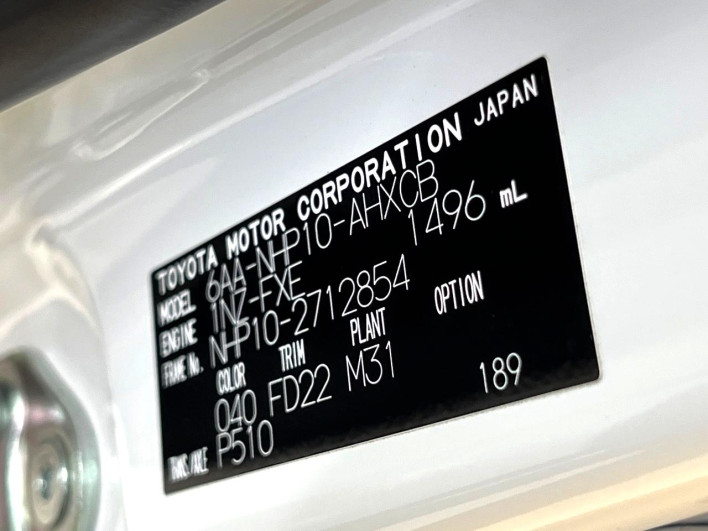 TOYOTA MOTOR CORPORATION JAPAN
MODEL 6AA-NHP10-AHXCB
ENGINE 1NZ-FXE 1496 mL
FRAME No. NHP10-2712854
COLOR TRIM PLANT OPTION
040 FD22 M31
TRNS/AXLE P510 189